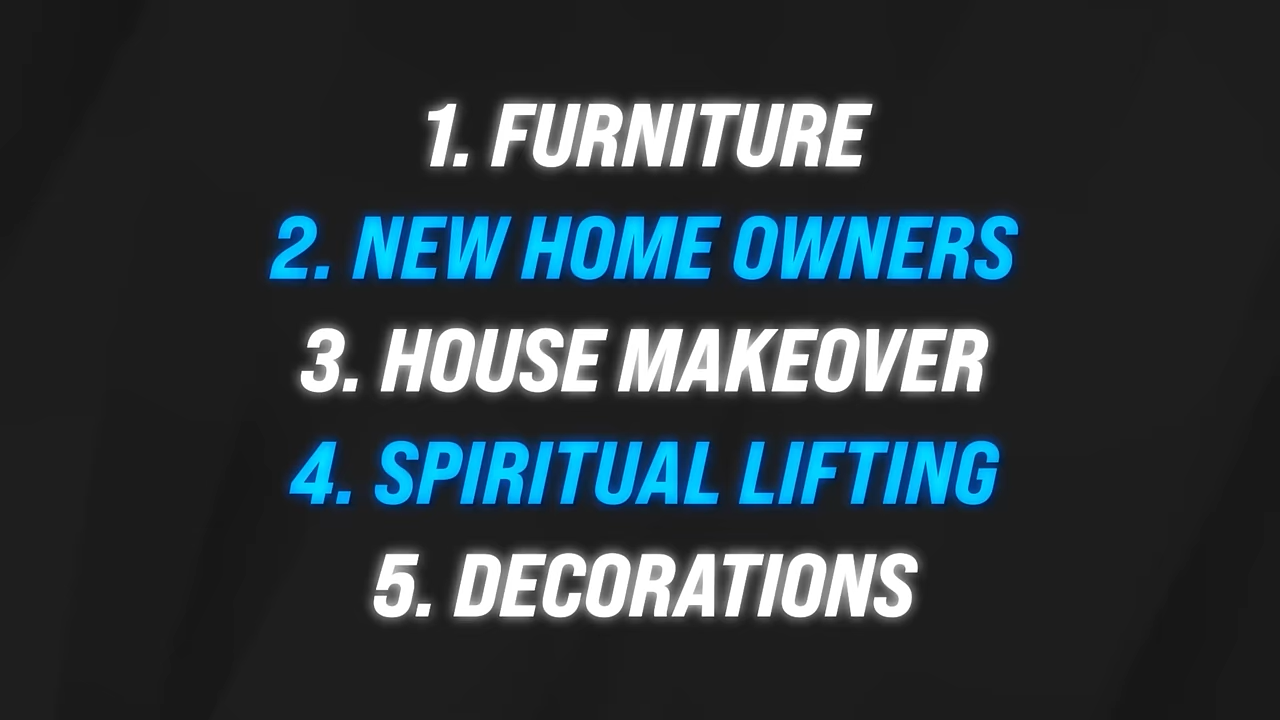 1. FURNITURE
2. NEW HOME OWNERS
3. HOUSE MAKEOVER
4. SPIRITUAL LIFTING
5. DECORATIONS